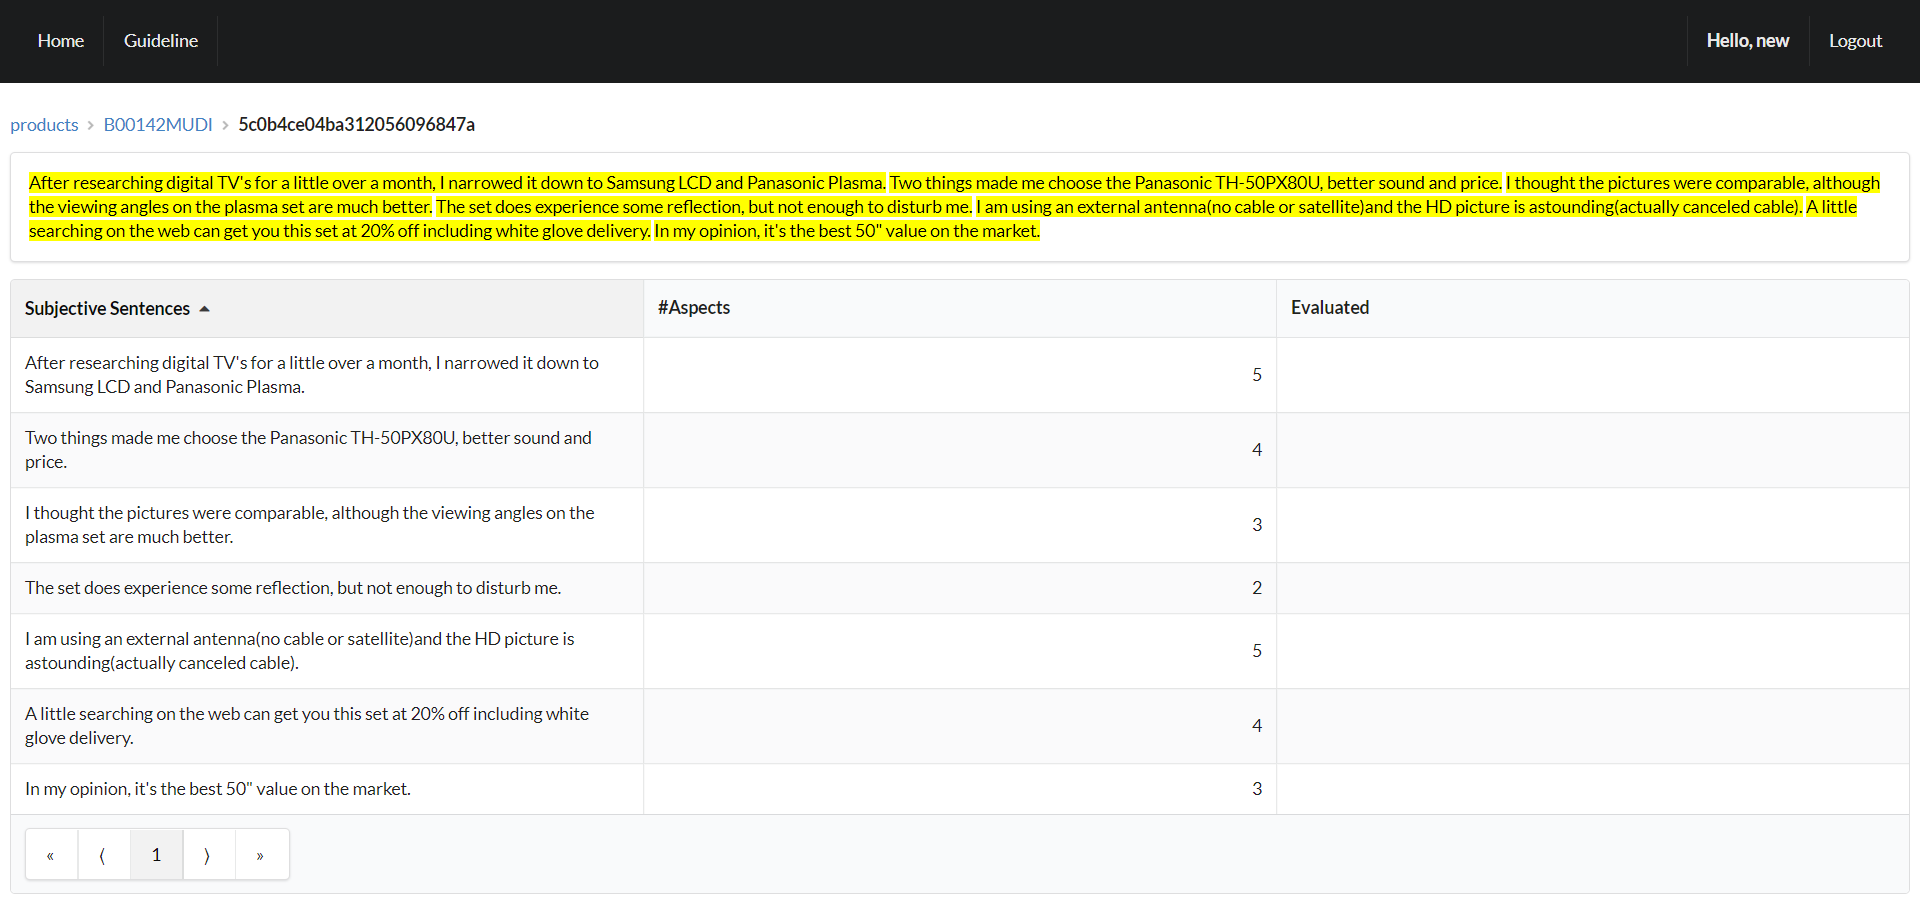 Home Guideline Hello, new Logout
products › B00142MUDI › 5c0b4ce04ba312056096847a
After researching digital TV's for a little over a month, I narrowed it down to Samsung LCD and Panasonic Plasma. Two things made me choose the Panasonic TH-50PX80U, better sound and price. I thought the pictures were comparable, although
the viewing angles on the plasma set are much better. The set does experience some reflection, but not enough to disturb me. I am using an external antenna(no cable or satellite)and the HD picture is astounding(actually canceled cable). A little
searching on the web can get you this set at 20% off including white glove delivery. In my opinion, it's the best 50" value on the market.
Subjective Sentences #Aspects Evaluated
After researching digital TV's for a little over a month, I narrowed it down to
Samsung LCD and Panasonic Plasma.
5
Two things made me choose the Panasonic TH-50PX80U, better sound and
price.
4
I thought the pictures were comparable, although the viewing angles on the
plasma set are much better.
3
The set does experience some reflection, but not enough to disturb me.
2
I am using an external antenna(no cable or satellite)and the HD picture is
astounding(actually canceled cable).
5
A little searching on the web can get you this set at 20% off including white
glove delivery.
4
In my opinion, it's the best 50" value on the market.
3
« ⟨ 1 ⟩ »